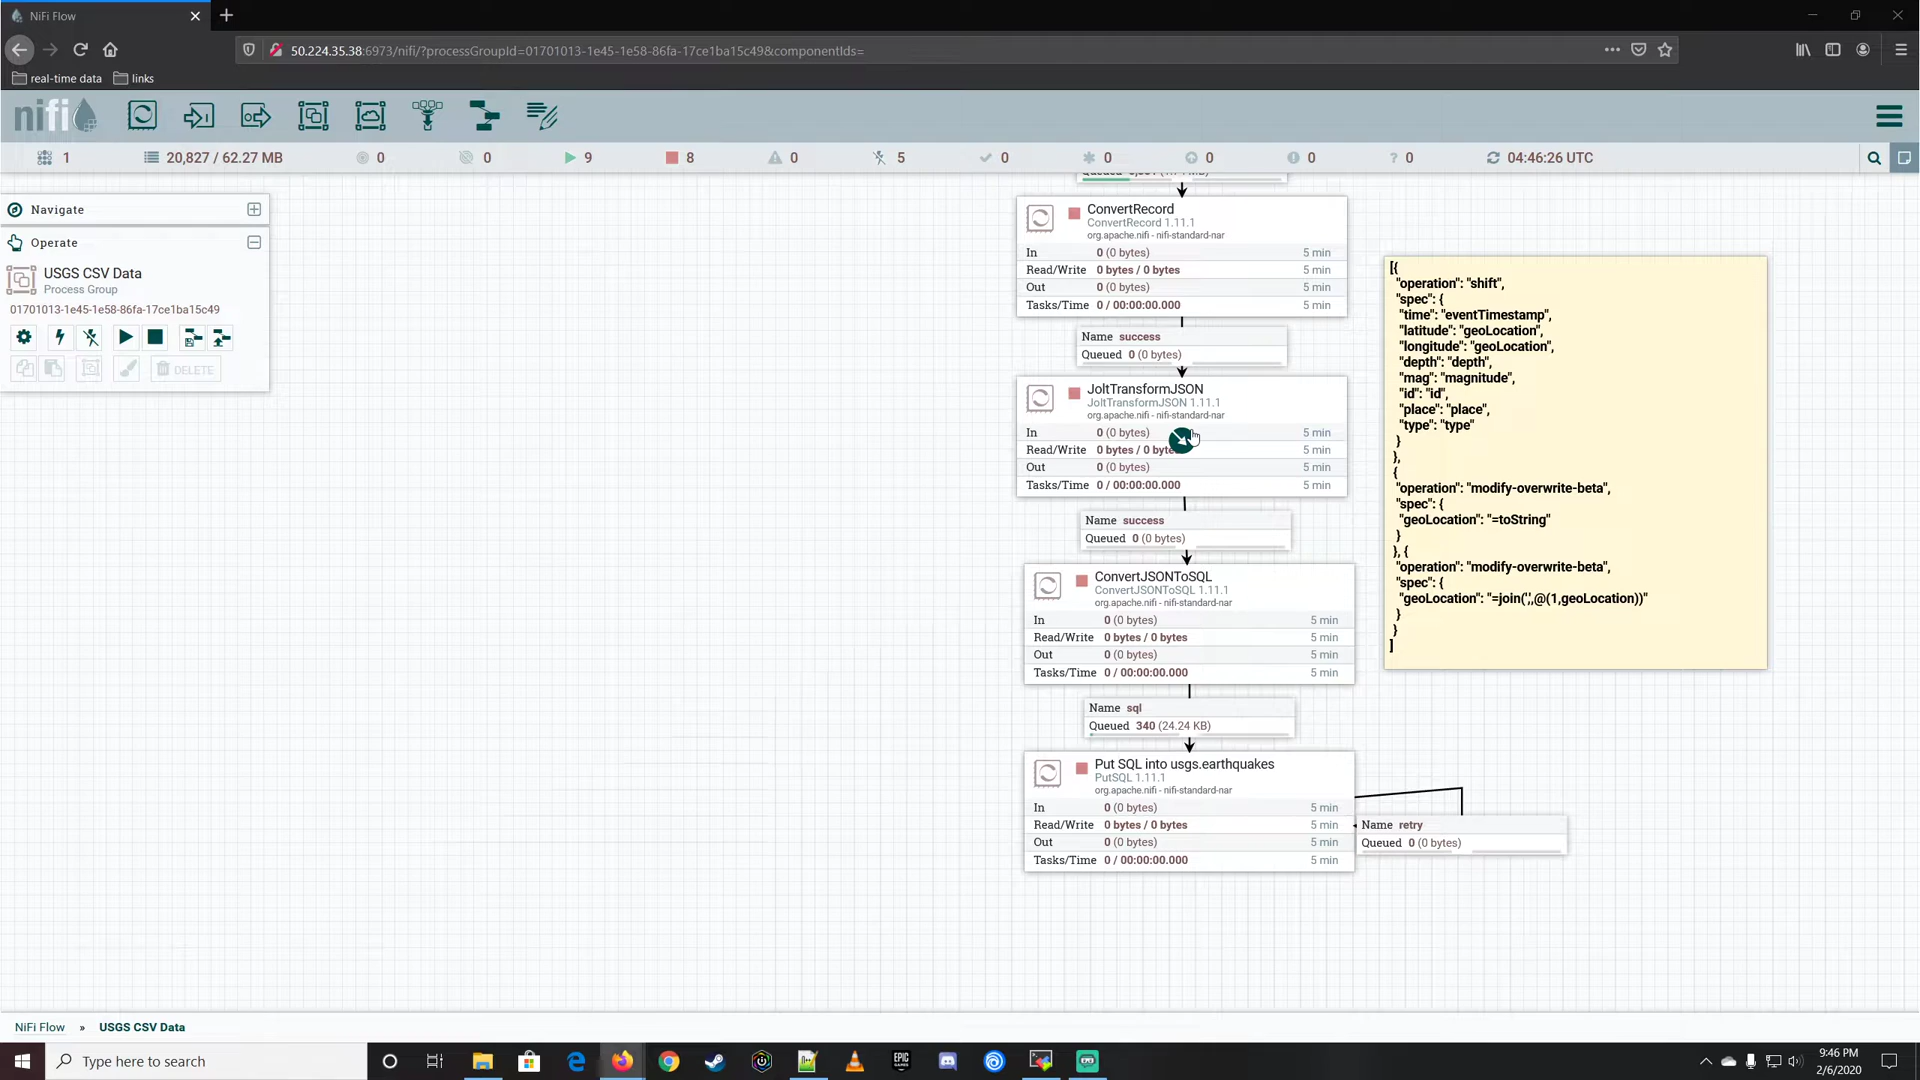 NiFi Flow
50.224.35.38:6973/nifi/?processGroupId=01701013-1e45-1e58-86fa-17ce1ba15c49&componentIds=
real-time data links
nifi
1 20,827 / 62.27 MB 0 0 9 8 0 5 0 0 0 0 ? 0 04:46:26 UTC
Navigate
Operate
USGS CSV Data
Process Group
01701013-1e45-1e58-86fa-17ce1ba15c49
DELETE
ConvertRecord
ConvertRecord 1.11.1
org.apache.nifi - nifi-standard-nar
In 0 (0 bytes) 5 min
Read/Write 0 bytes / 0 bytes 5 min
Out 0 (0 bytes) 5 min
Tasks/Time 0 / 00:00:00.000 5 min
Name success
Queued 0 (0 bytes)
JoltTransformJSON
JoltTransformJSON 1.11.1
org.apache.nifi - nifi-standard-nar
In 0 (0 bytes) 5 min
Read/Write 0 bytes / 0 bytes 5 min
Out 0 (0 bytes) 5 min
Tasks/Time 0 / 00:00:00.000 5 min
Name success
Queued 0 (0 bytes)
ConvertJSONToSQL
ConvertJSONToSQL 1.11.1
org.apache.nifi - nifi-standard-nar
In 0 (0 bytes) 5 min
Read/Write 0 bytes / 0 bytes 5 min
Out 0 (0 bytes) 5 min
Tasks/Time 0 / 00:00:00.000 5 min
Name sql
Queued 340 (24.24 KB)
Put SQL into usgs.earthquakes
PutSQL 1.11.1
org.apache.nifi - nifi-standard-nar
In 0 (0 bytes) 5 min
Read/Write 0 bytes / 0 bytes 5 min
Out 0 (0 bytes) 5 min
Tasks/Time 0 / 00:00:00.000 5 min
Name retry
Queued 0 (0 bytes)
[{
"operation": "shift",
"spec": {
"time": "eventTimestamp",
"latitude": "geoLocation",
"longitude": "geoLocation",
"depth": "depth",
"mag": "magnitude",
"id": "id",
"place": "place",
"type": "type"
}
},
{
"operation": "modify-overwrite-beta",
"spec": {
"geoLocation": "=toString"
}
}, {
"operation": "modify-overwrite-beta",
"spec": {
"geoLocation": "=join(',',@(1,geoLocation))"
}
}
]
NiFi Flow » USGS CSV Data
Type here to search
EPIC GAMES
9:46 PM
2/6/2020